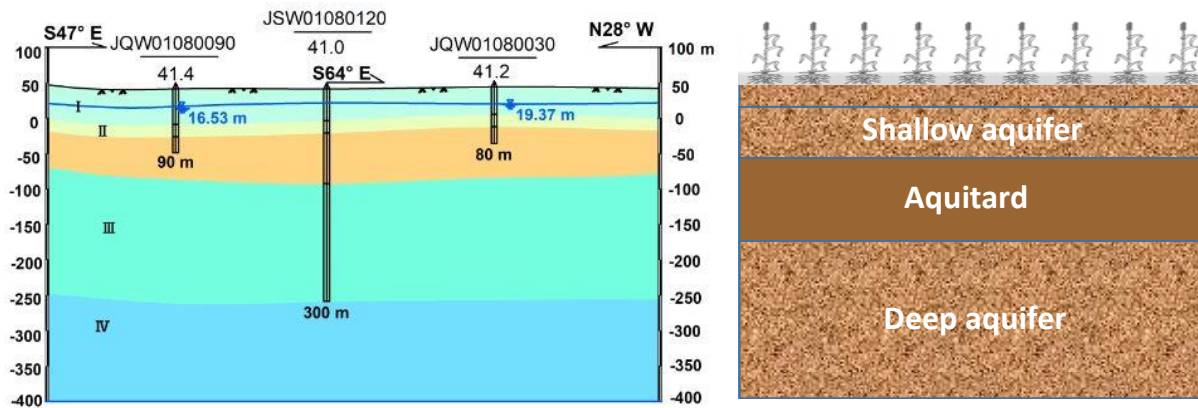 JSW01080120
S47° E
N28° W
JQW01080090
JQW01080030
100
41.0
100 m
41.4
S64° E
41.2
50
50
I
16.53 m
19.37 m
0
0
II
Shallow aquifer
-50
90 m
80 m
-50
-100
-100
Aquitard
-150
III
-150
-200
-200
-250
-250
300 m
-300
IV
-300
Deep aquifer
-350
-350
-400
-400